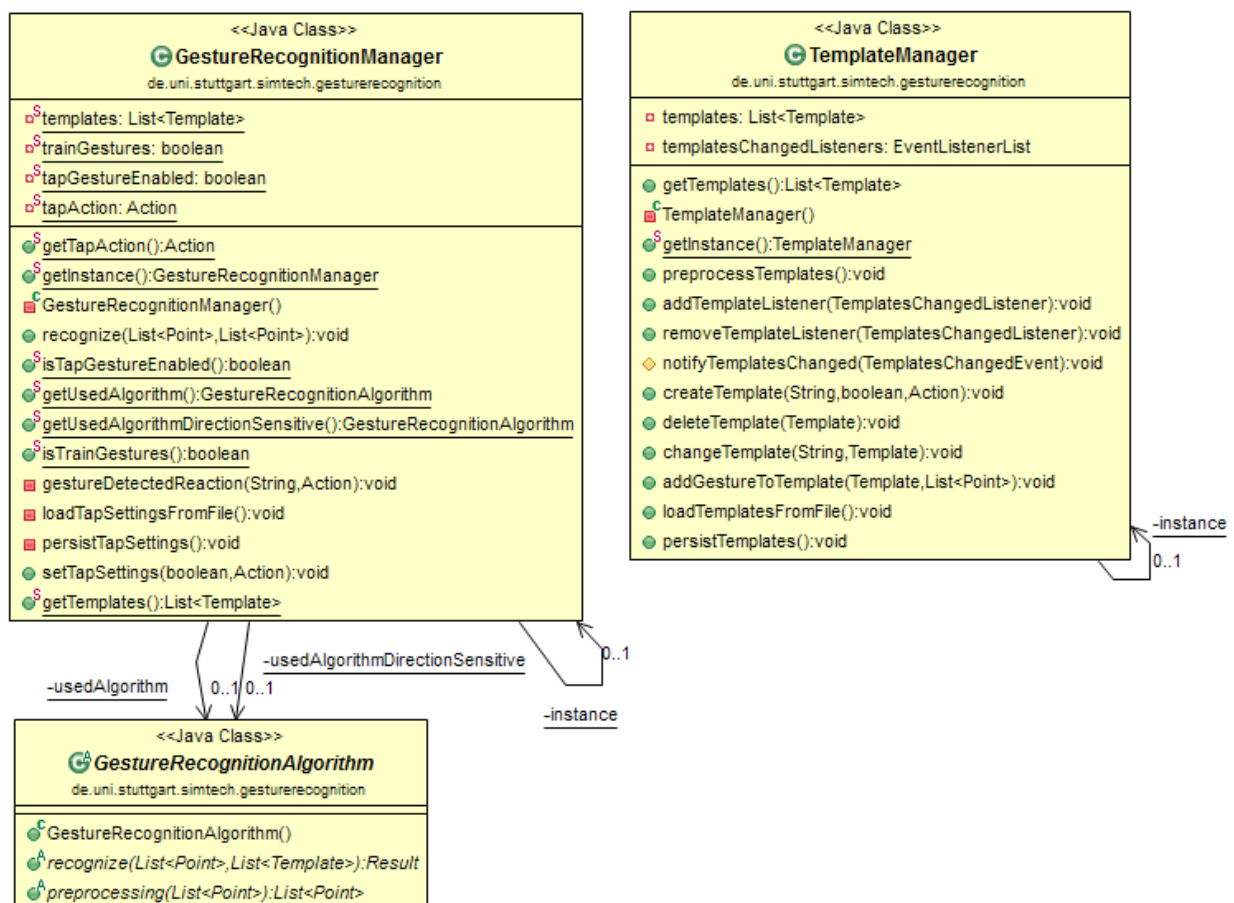 <<Java Class>>
GestureRecognitionManager
de.uni.stuttgart.simtech.gesturerecognition
templates: List<Template>
trainGestures: boolean
tapGestureEnabled: boolean
tapAction: Action
getTapAction():Action
getInstance():GestureRecognitionManager
GestureRecognitionManager()
recognize(List<Point>,List<Point>):void
isTapGestureEnabled():boolean
getUsedAlgorithm():GestureRecognitionAlgorithm
getUsedAlgorithmDirectionSensitive():GestureRecognitionAlgorithm
isTrainGestures():boolean
gestureDetectedReaction(String,Action):void
loadTapSettingsFromFile():void
persistTapSettings():void
setTapSettings(boolean,Action):void
getTemplates():List<Template>
<<Java Class>>
TemplateManager
de.uni.stuttgart.simtech.gesturerecognition
templates: List<Template>
templatesChangedListeners: EventListenerList
getTemplates():List<Template>
TemplateManager()
getInstance():TemplateManager
preprocessTemplates():void
addTemplateListener(TemplatesChangedListener):void
removeTemplateListener(TemplatesChangedListener):void
notifyTemplatesChanged(TemplatesChangedEvent):void
createTemplate(String,boolean,Action):void
deleteTemplate(Template):void
changeTemplate(String,Template):void
addGestureToTemplate(Template,List<Point>):void
loadTemplatesFromFile():void
persistTemplates():void
-instance
0..1
-usedAlgorithmDirectionSensitive
0..1
-usedAlgorithm
0..1
0..1
-instance
<<Java Class>>
GestureRecognitionAlgorithm
de.uni.stuttgart.simtech.gesturerecognition
GestureRecognitionAlgorithm()
recognize(List<Point>,List<Template>):Result
preprocessing(List<Point>):List<Point>